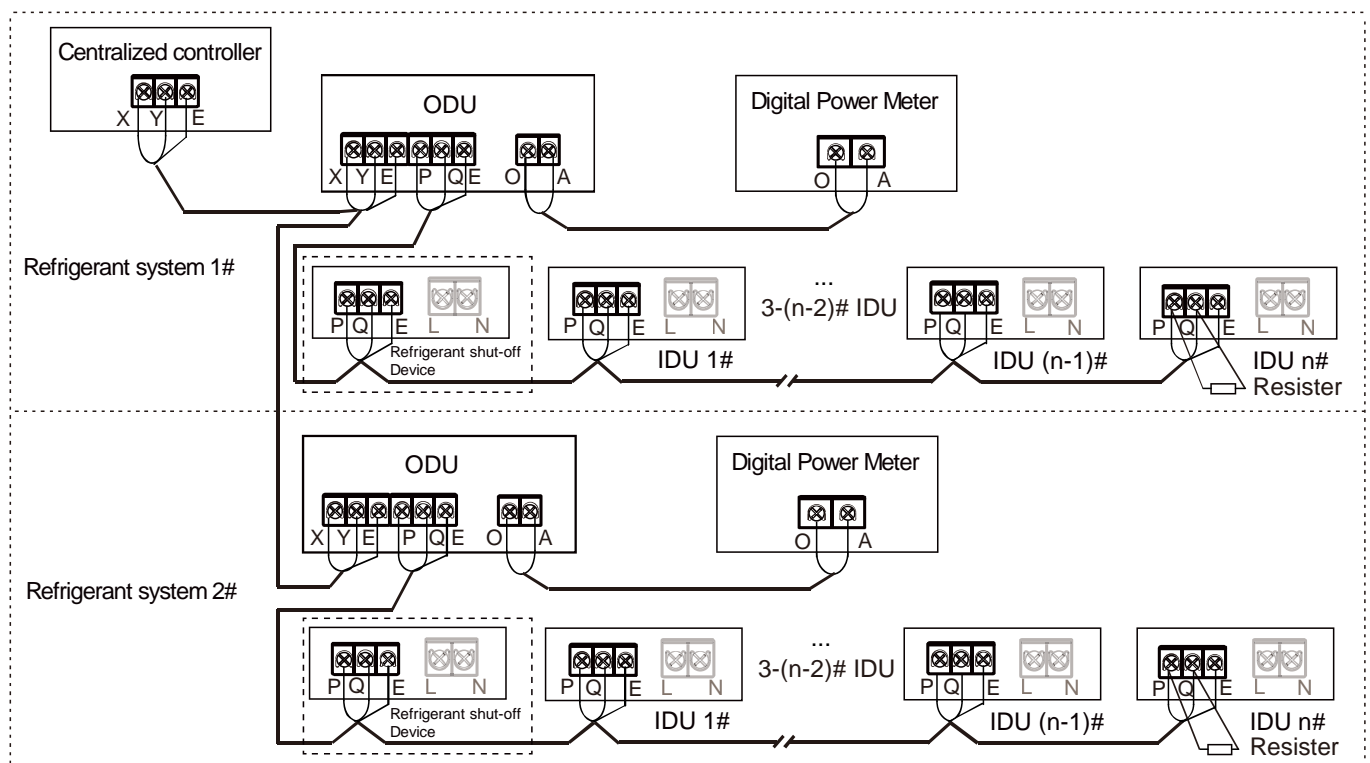 Centralized controller
X Y E
ODU
X Y E P Q E O A
Digital Power Meter
O A
Refrigerant system 1#
P Q E L N
Refrigerant shut-off
Device
P Q E L N
IDU 1#
...
3-(n-2)# IDU
P Q E L N
IDU (n-1)#
P Q E L N
IDU n#
Resister
ODU
X Y E P Q E O A
Digital Power Meter
O A
Refrigerant system 2#
P Q E L N
Refrigerant shut-off
Device
P Q E L N
IDU 1#
...
3-(n-2)# IDU
P Q E L N
IDU (n-1)#
P Q E L N
IDU n#
Resister